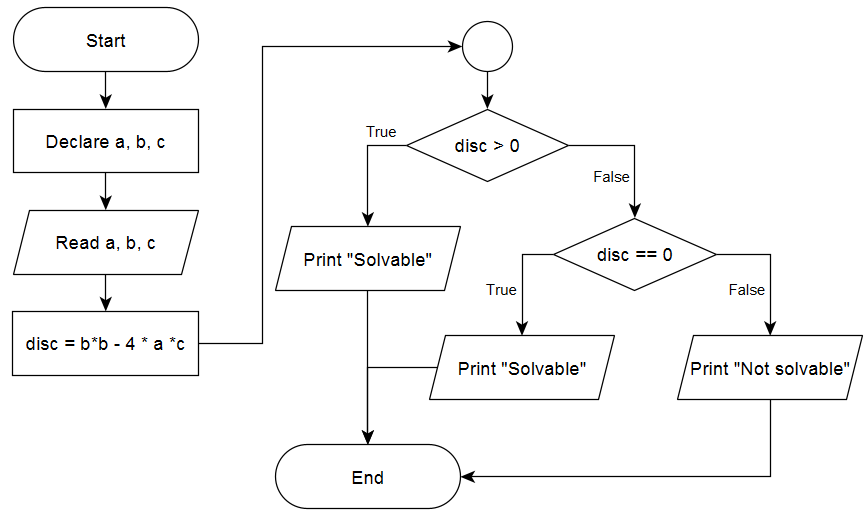 Start
Declare a, b, c
Read a, b, c
disc = b*b - 4 * a *c
disc > 0
True
False
Print "Solvable"
disc == 0
True
False
Print "Solvable"
Print "Not solvable"
End